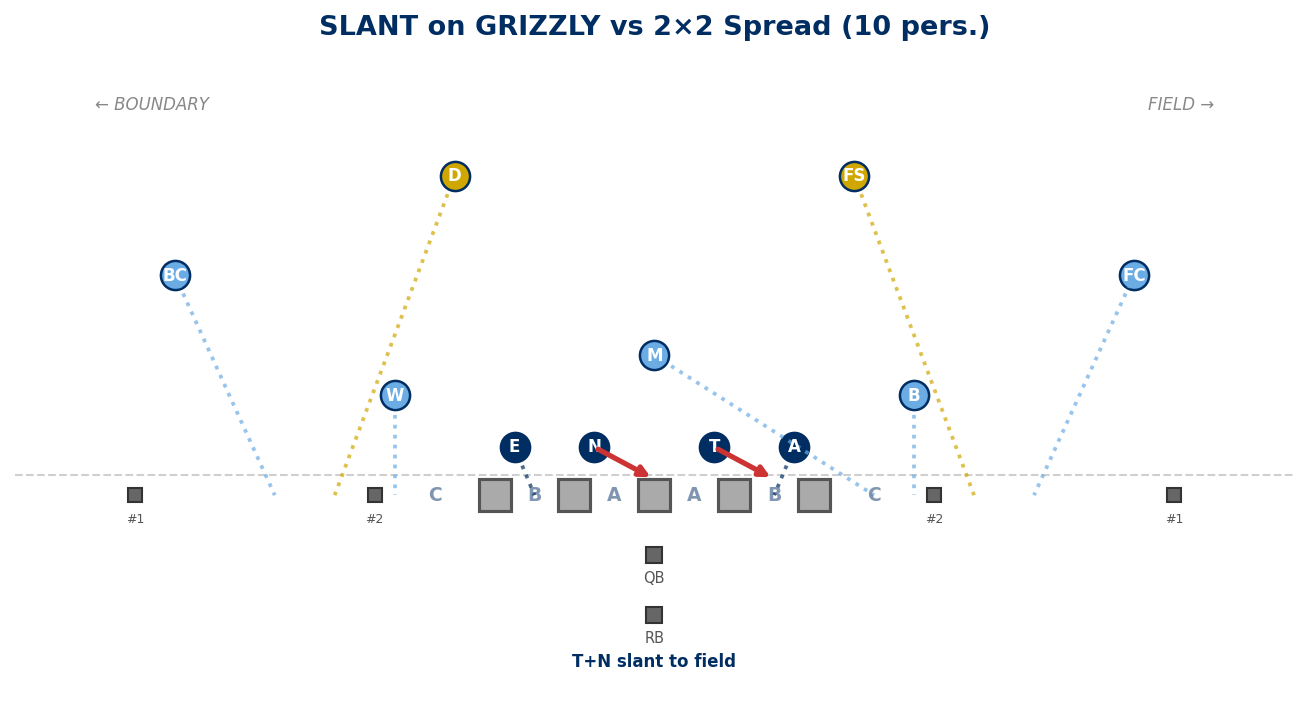 SLANT on GRIZZLY vs 2×2 Spread (10 pers.)
← BOUNDARY
FIELD →
D
FS
BC
FC
M
W
B
E
N
T
A
C
B
A
A
B
C
#1
#2
#2
#1
QB
RB
T+N slant to field